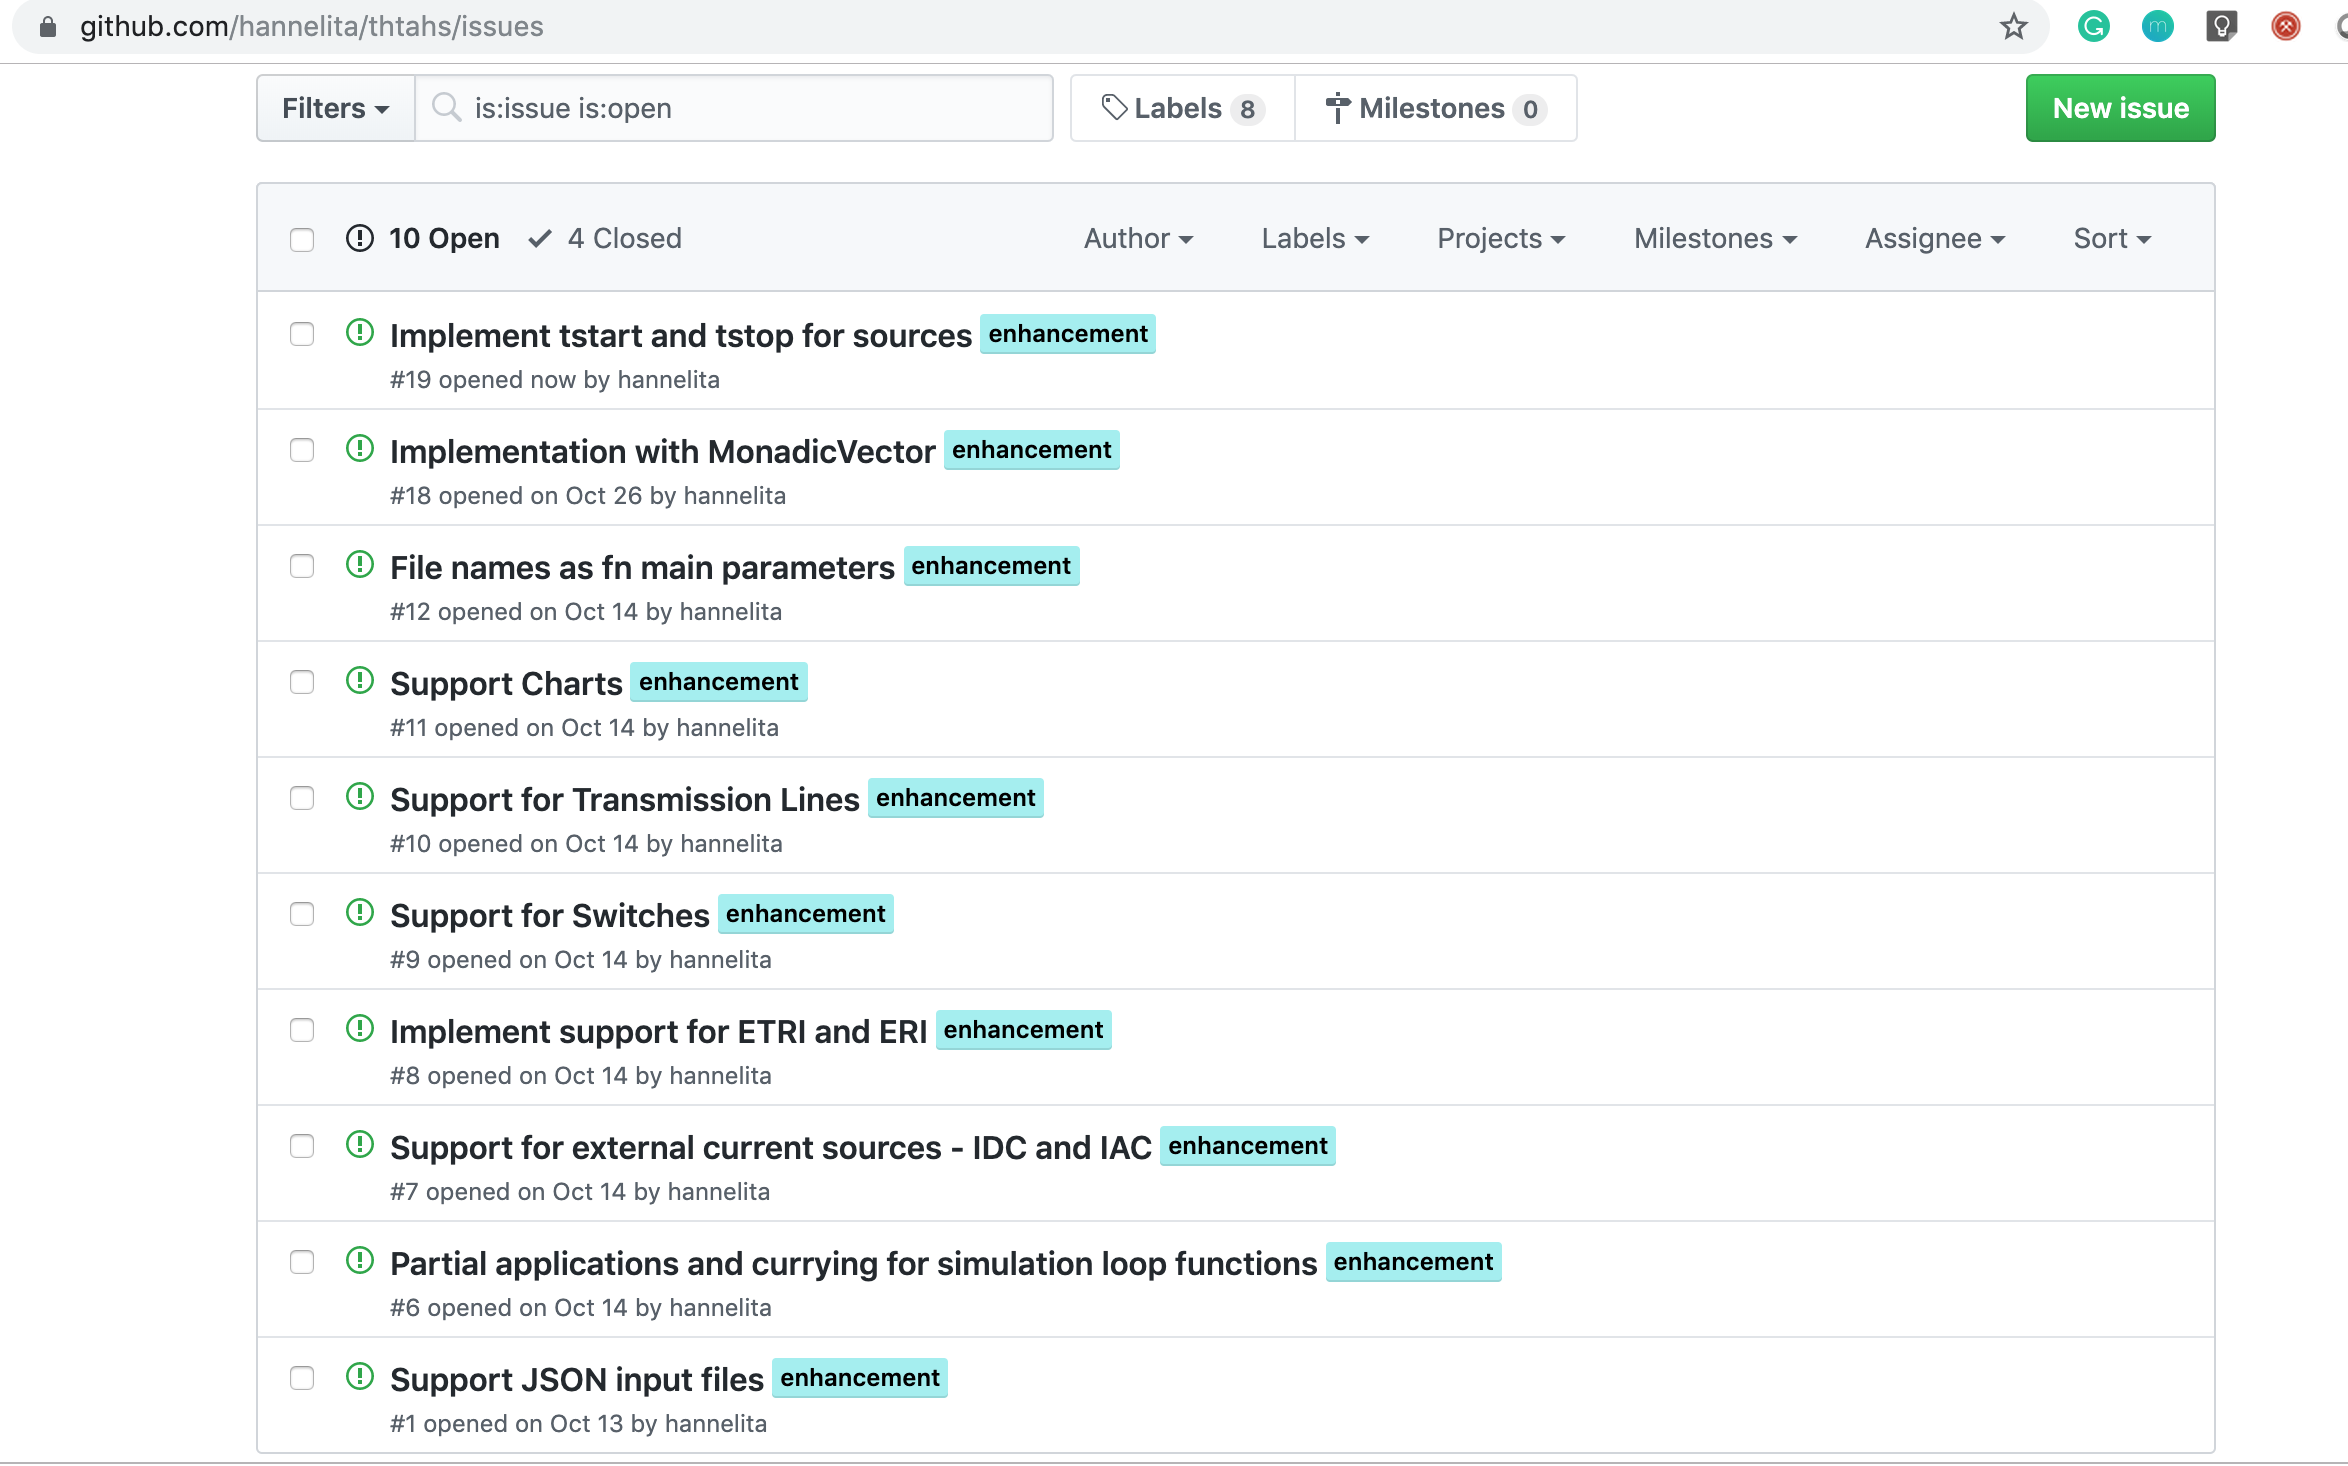 github.com/hannelita/thtahs/issues
Filters is:issue is:open Labels 8 Milestones 0 New issue
10 Open 4 Closed Author Labels Projects Milestones Assignee Sort
Implement tstart and tstop for sources enhancement
#19 opened now by hannelita
Implementation with MonadicVector enhancement
#18 opened on Oct 26 by hannelita
File names as fn main parameters enhancement
#12 opened on Oct 14 by hannelita
Support Charts enhancement
#11 opened on Oct 14 by hannelita
Support for Transmission Lines enhancement
#10 opened on Oct 14 by hannelita
Support for Switches enhancement
#9 opened on Oct 14 by hannelita
Implement support for ETRI and ERI enhancement
#8 opened on Oct 14 by hannelita
Support for external current sources - IDC and IAC enhancement
#7 opened on Oct 14 by hannelita
Partial applications and currying for simulation loop functions enhancement
#6 opened on Oct 14 by hannelita
Support JSON input files enhancement
#1 opened on Oct 13 by hannelita